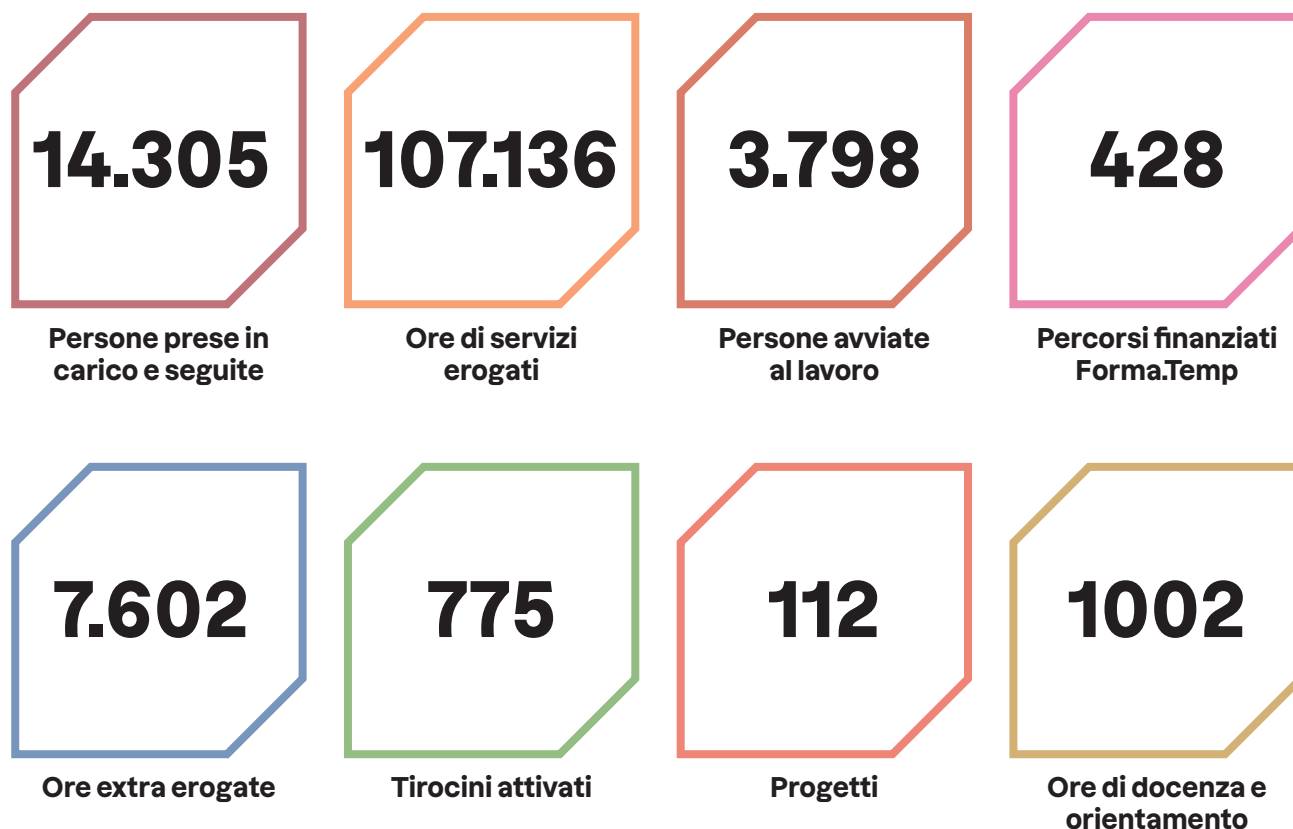 14.305
Persone prese in
carico e seguite
107.136
Ore di servizi
erogati
3.798
Persone avviate
al lavoro
428
Percorsi finanziati
Forma.Temp
7.602
Ore extra erogate
775
Tirocini attivati
112
Progetti
1002
Ore di docenza e
orientamento